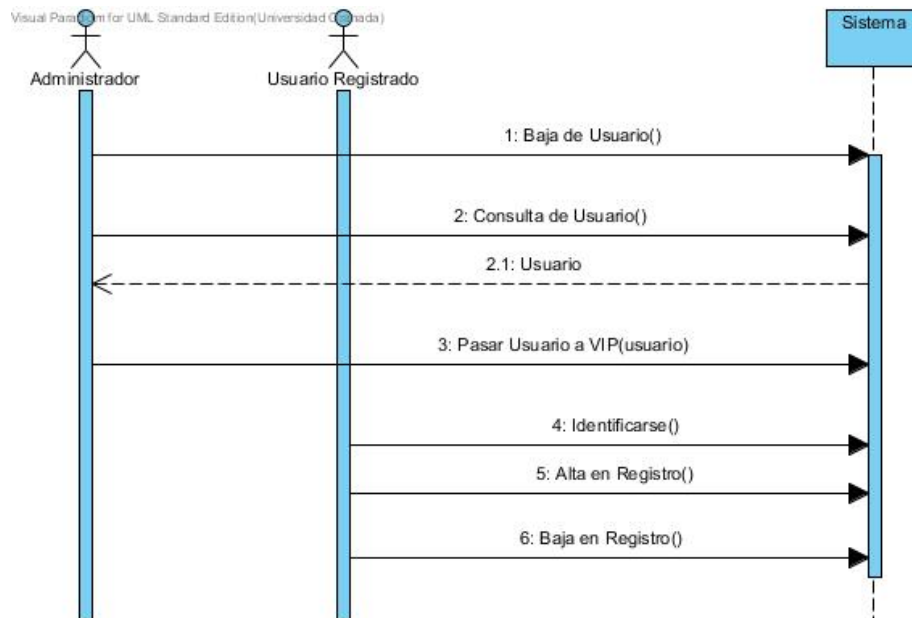 Visual Paradigm for UML Standard Edition(Universidad Granada)
Administrador
Usuario Registrado
Sistema
1: Baja de Usuario()
2: Consulta de Usuario()
2.1: Usuario
3: Pasar Usuario a VIP(usuario)
4: Identificarse()
5: Alta en Registro()
6: Baja en Registro()